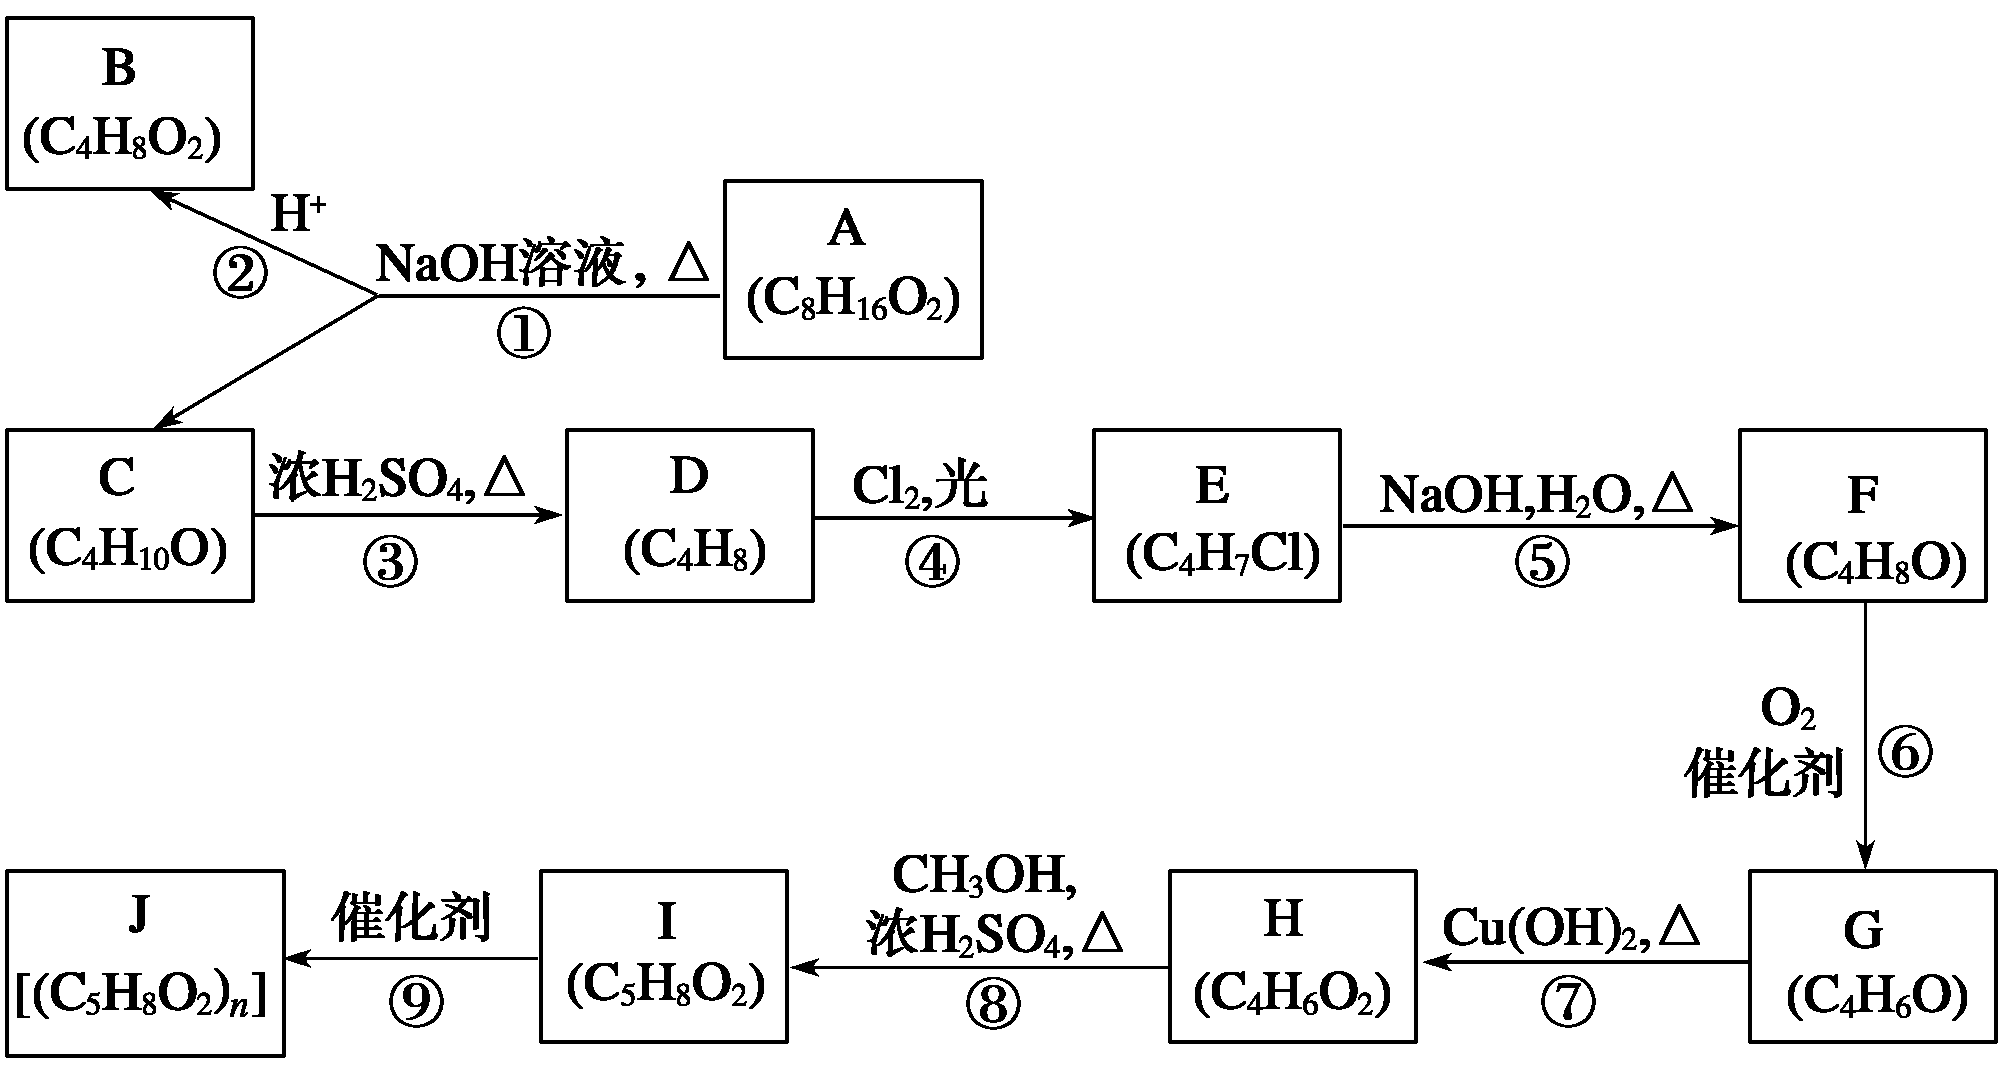 B
(C₄H₈O₂)
H⁺
②
NaOH溶液，△
①
A
(C₈H₁₆O₂)
C
(C₄H₁₀O)
浓H₂SO₄,△
③
D
(C₄H₈)
Cl₂,光
④
E
(C₄H₇Cl)
NaOH,H₂O,△
⑤
F
(C₄H₈O)
O₂
催化剂
⑥
J
[(C₅H₈O₂)ₙ]
催化剂
⑨
I
(C₅H₈O₂)
CH₃OH,
浓H₂SO₄,△
⑧
H
(C₄H₆O₂)
Cu(OH)₂,△
⑦
G
(C₄H₆O)